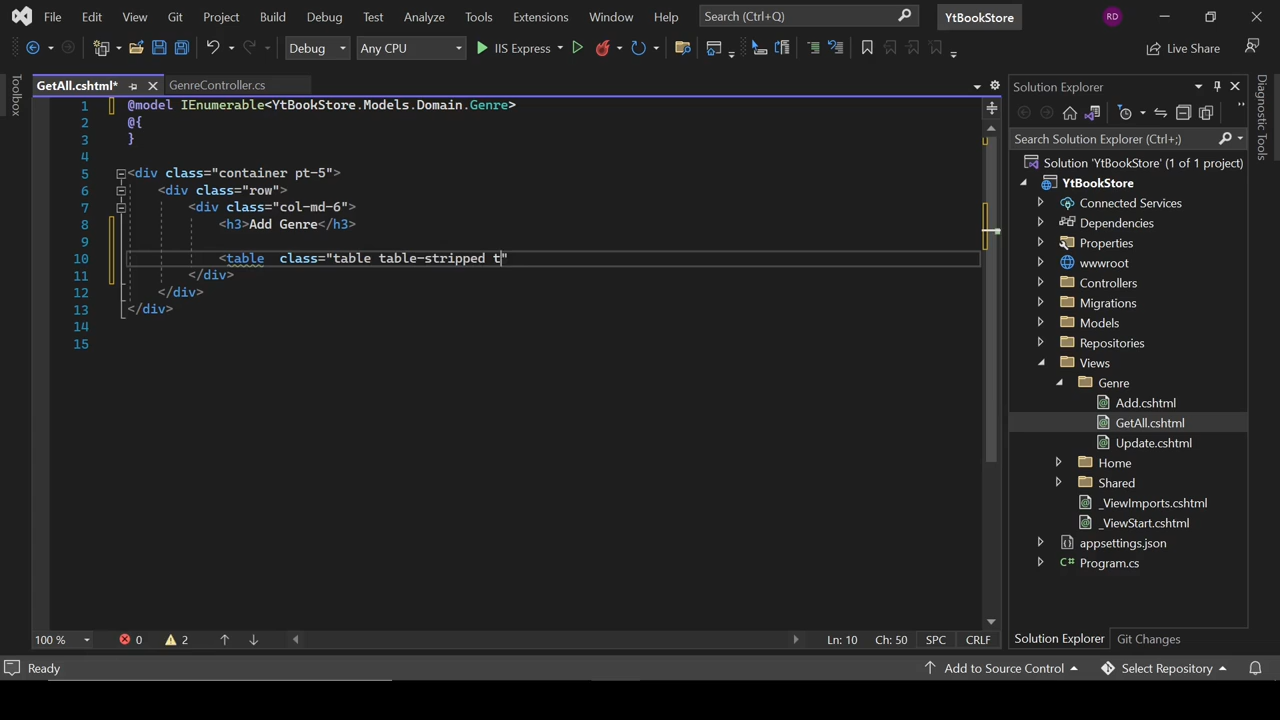 File Edit View Git Project Build Debug Test Analyze Tools Extensions Window Help Search (Ctrl+Q) YtBookStore RD
Debug Any CPU IIS Express Live Share
GetAll.cshtml* GenreController.cs
Toolbox
1 @model IEnumerable<YtBookStore.Models.Domain.Genre>
2 @{
3 }
4
5 <div class="container pt-5">
6 <div class="row">
7 <div class="col-md-6">
8 <h3>Add Genre</h3>
9
10 <table  class="table table-stripped t"
11 </div>
12 </div>
13 </div>
14
15
100 % 0 2 Ln: 10 Ch: 50 SPC CRLF
Solution Explorer
Search Solution Explorer (Ctrl+;)
Solution 'YtBookStore' (1 of 1 project)
YtBookStore
Connected Services
Dependencies
Properties
wwwroot
Controllers
Migrations
Models
Repositories
Views
Genre
Add.cshtml
GetAll.cshtml
Update.cshtml
Home
Shared
_ViewImports.cshtml
_ViewStart.cshtml
appsettings.json
Program.cs
Solution Explorer Git Changes
Diagnostic Tools
Ready Add to Source Control Select Repository